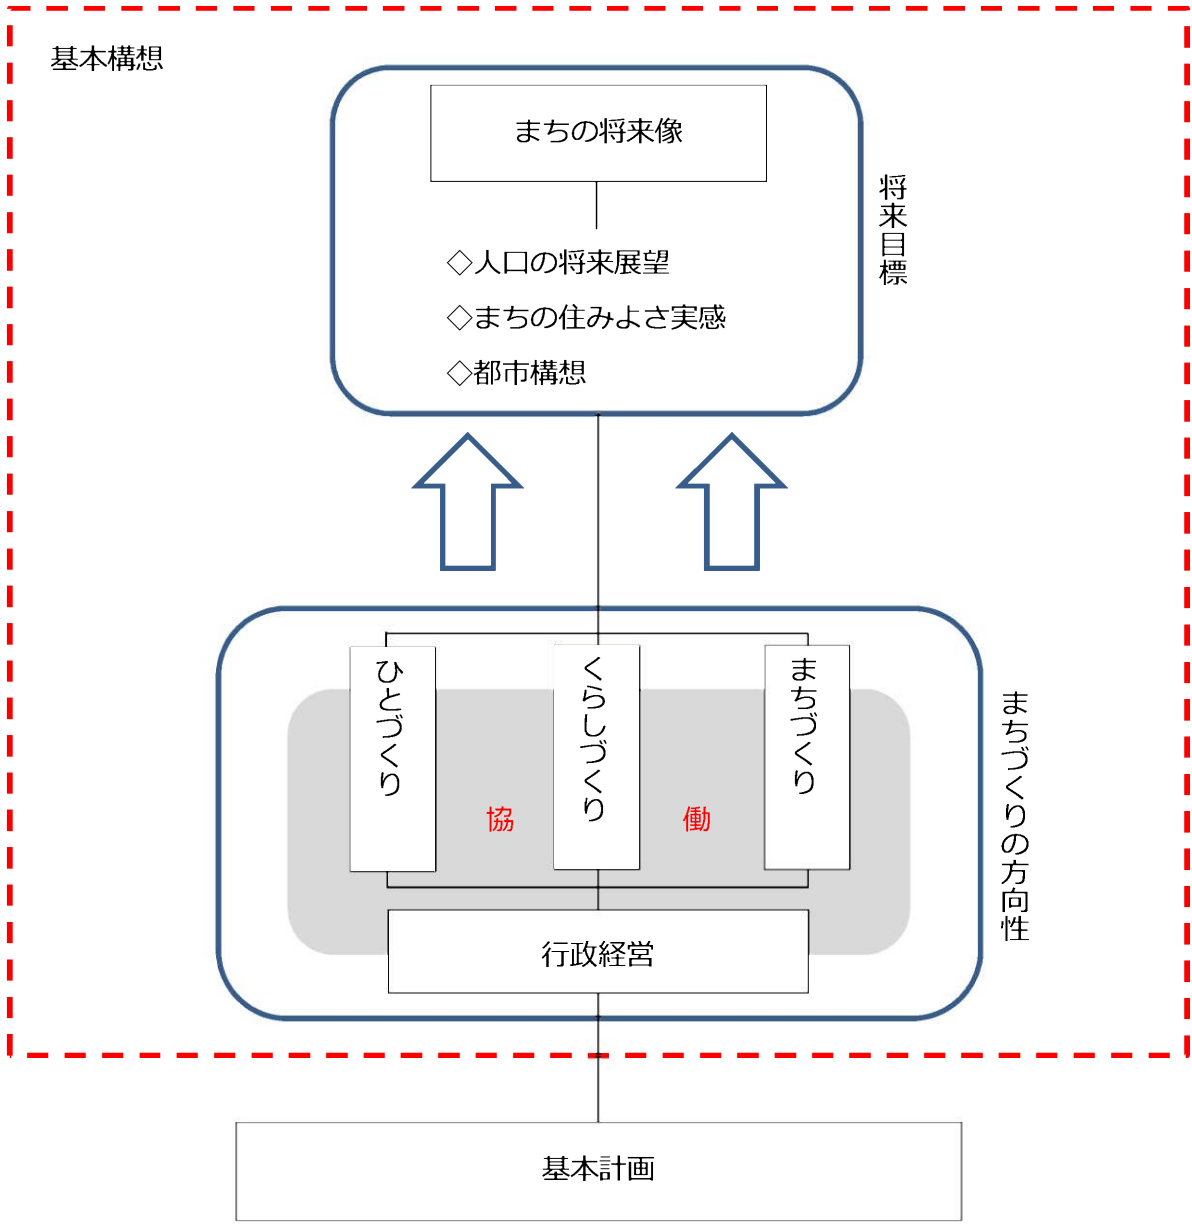 基本構想
まちの将来像
◇人口の将来展望
◇まちの住みよさ実感
◇都市構想
将来目標
ひとづくり
くらしづくり
まちづくり
協 働
行政経営
まちづくりの方向性
基本計画